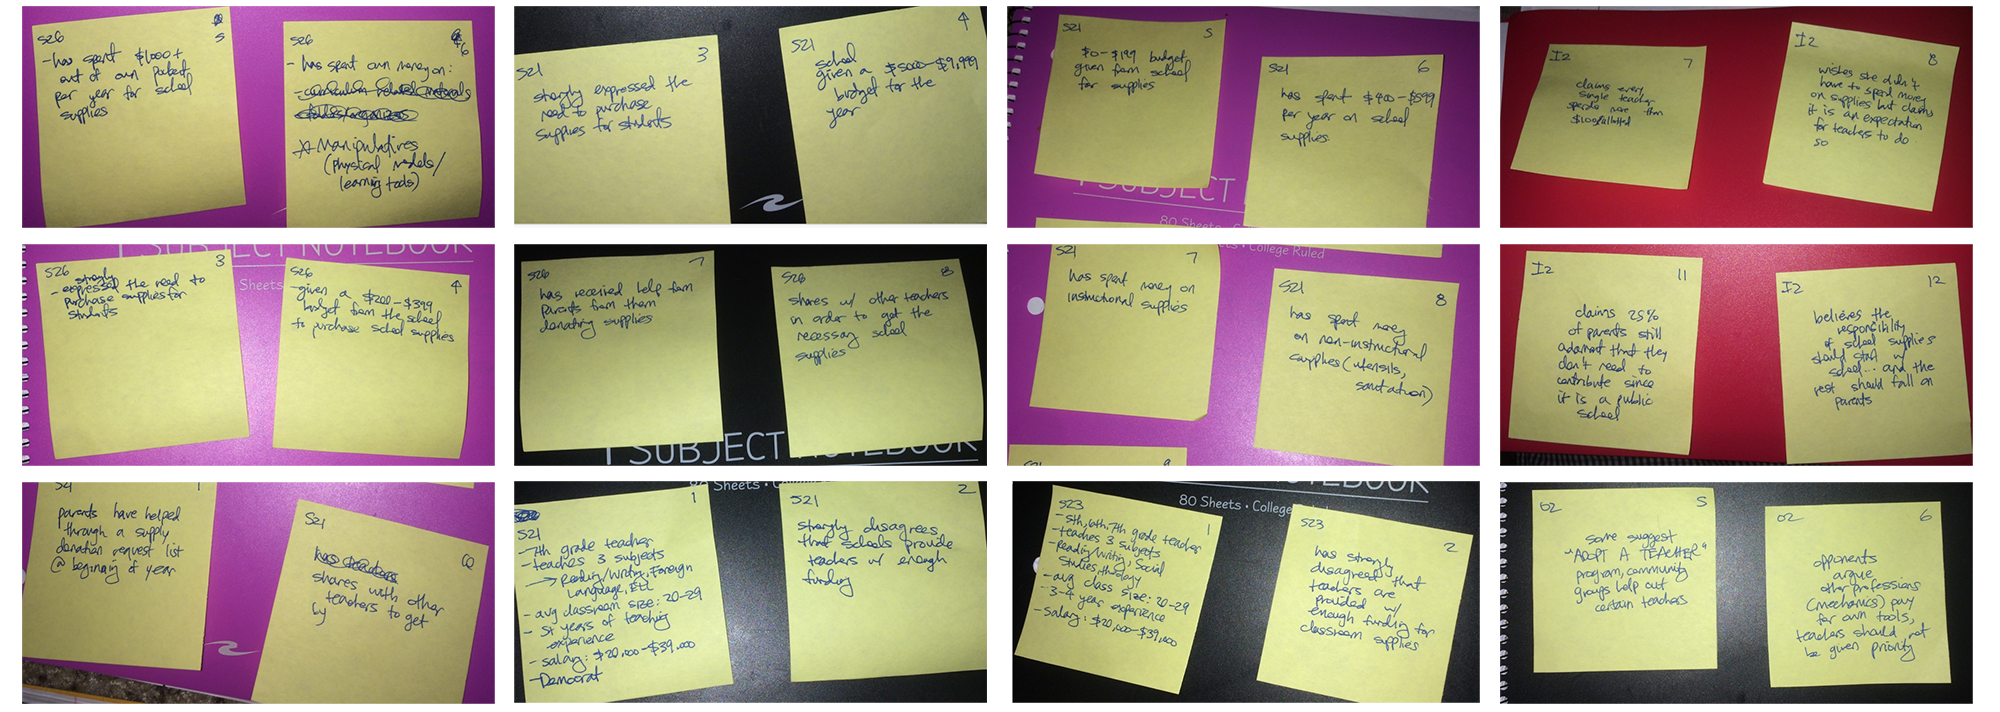 S26
5
- has spent $1000+
out of own pocket
per year for school
supplies
S26
6
- has spent own money on:
- curriculum related materials
* Manipulatives
(physical models/
learning tools)
S21
3
strongly expressed the
need to purchase
supplies for students
S21
4
school
given a $5000-$9,999
budget for the
year
S21
5
$0-$199 budget
given from school
for supplies
S21
6
has spent $400-$599
per year on school
supplies.
1 SUBJECT
80 Sheets
I2
7
claims every
single teacher
spends more than
$100 allotted
I2
8
wishes she didn't
have to spend money
on supplies but claims
it is an expectation
for teachers to do
so
1 SUBJECT NOTEBOOK
Sheets
S26
3
strongly
- expressed the need to
purchase supplies for
students
S26
4
- given a $200-$399
budget from the school
to purchase school supplies
S26
7
has received help from
parents from them
donating supplies
S26
8
shares w/ other teachers
in order to get the
necessary school
supplies
1 SUBJECT NOTEBOOK
Sheets • College Ruled
S21
7
has spent money on
instructional supplies
S21
8
has spent money
on non-instructional
supplies (utensils,
sanitation)
S21
9
I2
11
claims 25%
of parents still
adamant that they
don't need to
contribute since
it is a public
school
I2
12
believes the
responsibility
of school supplies
should start w/
school... and the
rest should fall on
parents
parents have helped
through a supply
donation request list
@ beginning of year
S21
10
has teachers
shares with other
teachers to get
by
80 Sheets •
1
S21
- 7th grade teacher
- teaches 3 subjects
→ Reading/Writing, Foreign
Language, ELL
- avg classroom size: 20-29
- 5+ years of teaching
experience
- salary: $20,000-$39,000
- Democrat
S21
2
strongly disagrees
that schools provide
teachers w/ enough
funding
NOTEBOOK
80 Sheets • College
S23
1
- 5th, 6th, 7th grade teacher
- teaches 3 subjects
- Reading/Writing, Social
Studies, theology
- avg class size: 20-29
- 3-4 year experience
- salary: $20,000-$39,000
S23
2
has strongly
disagreed that
teachers are
provided w/
enough funding for
classroom supplies
O2
5
some suggest
"ADOPT A TEACHER"
program, community
groups help out
certain teachers
O2
6
opponents
argue
other professions
(mechanics) pay
for own tools,
teachers should not
be given priority